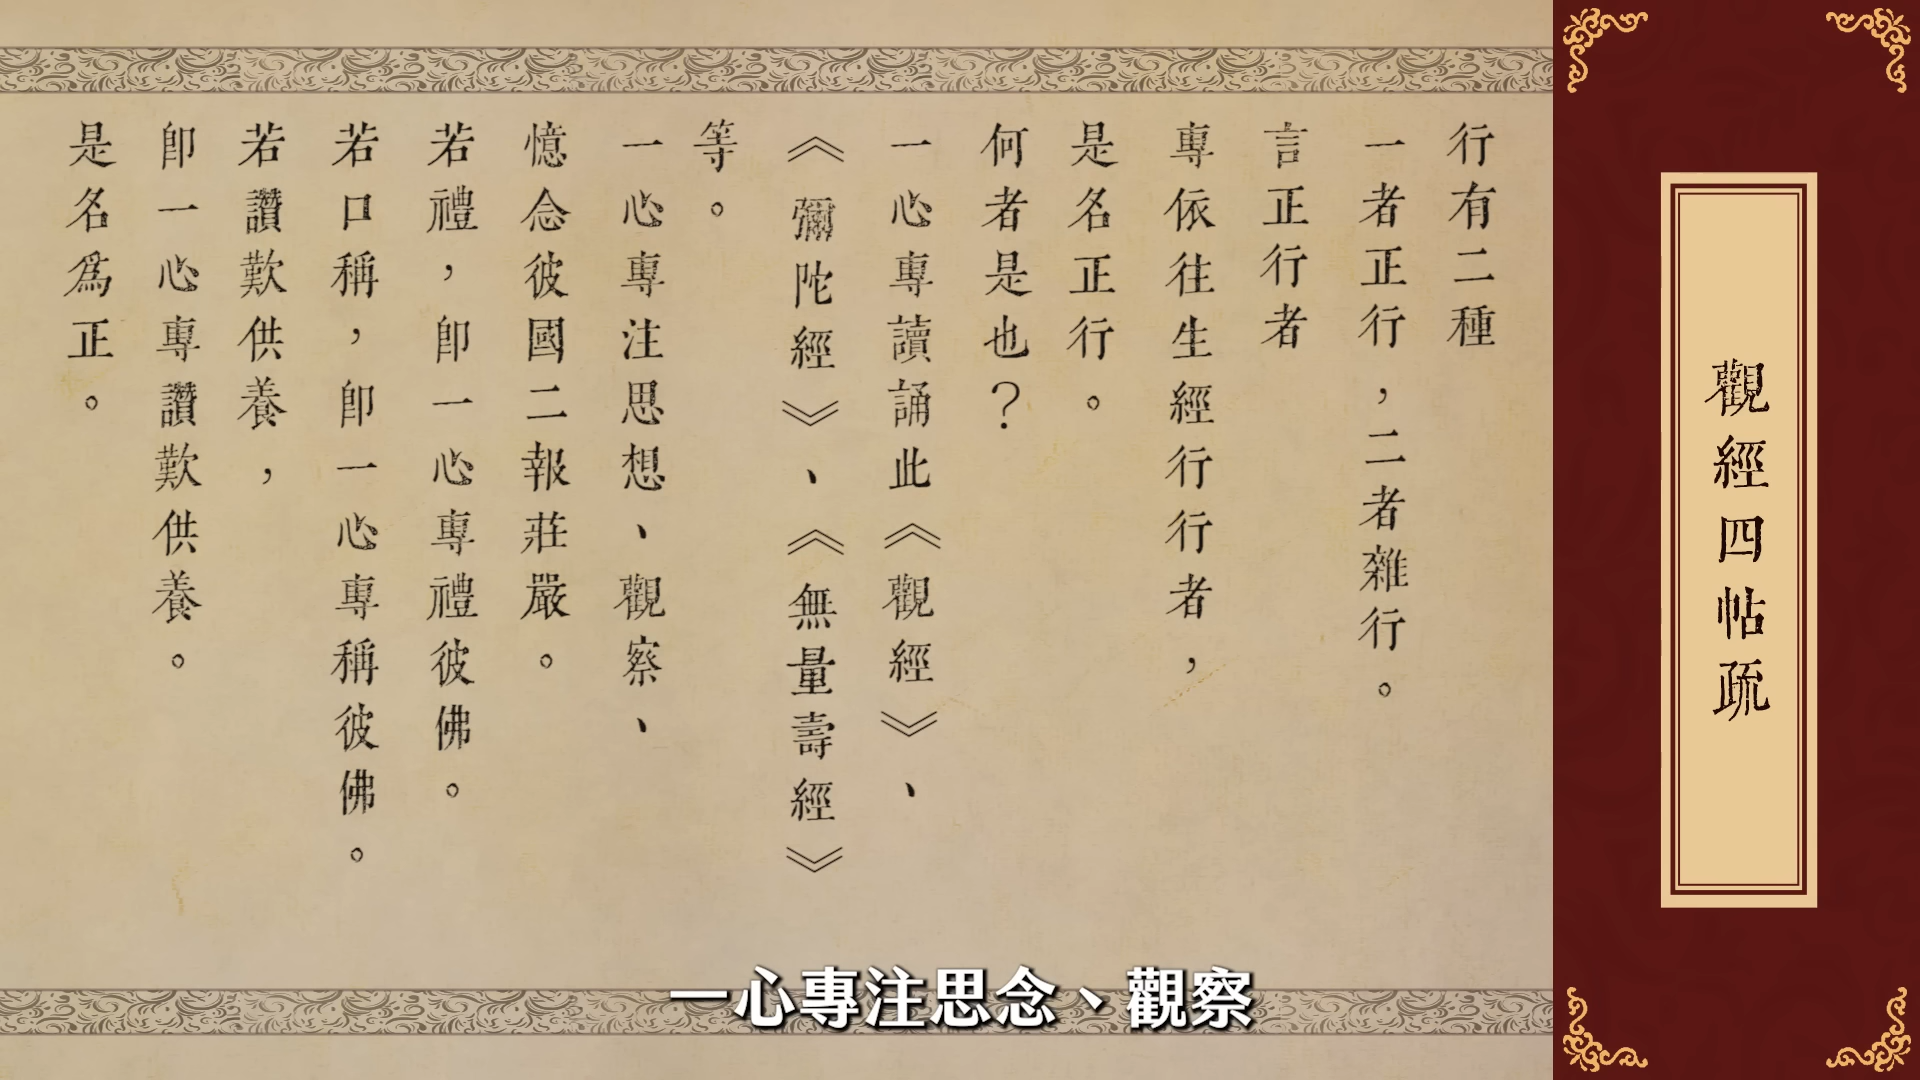 觀經四帖疏
行有二種
一者正行，二者雜行。
言正行者
專依往生經行行者，
是名正行。
何者是也？
一心專讀誦此《觀經》、
《彌陀經》、《無量壽經》
等。
一心專注思想、觀察、
憶念彼國二報莊嚴。
若禮，即一心專禮彼佛。
若口稱，即一心專稱彼佛。
若讚歎供養，
即一心專讚歎供養。
是名為正。
一心專注思念、觀察